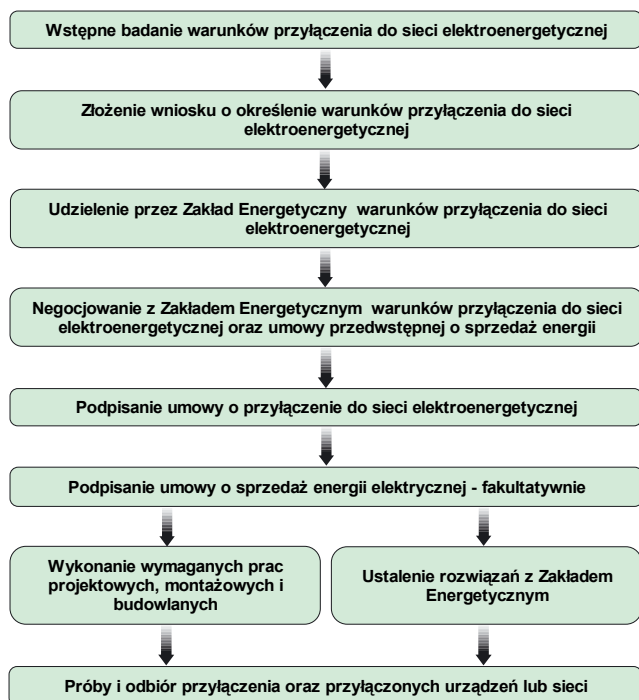 Wstępne badanie warunków przyłączenia do sieci elektroenergetycznej
Złożenie wniosku o określenie warunków przyłączenia do sieci
elektroenergetycznej
Udzielenie przez Zakład Energetyczny warunków przyłączenia do sieci
elektroenergetycznej
Negocjowanie z Zakładem Energetycznym warunków przyłączenia do sieci
elektroenergetycznej oraz umowy przedwstępnej o sprzedaż energii
Podpisanie umowy o przyłączenie do sieci elektroenergetycznej
Podpisanie umowy o sprzedaż energii elektrycznej - fakultatywnie
Wykonanie wymaganych prac
projektowych, montażowych i
budowlanych
Ustalenie rozwiązań z Zakładem
Energetycznym
Próby i odbiór przyłączenia oraz przyłączonych urządzeń lub sieci